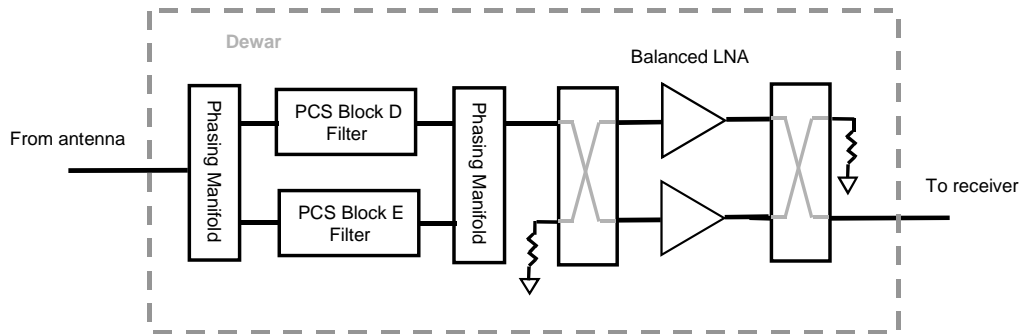 Dewar
Balanced LNA
From antenna
Phasing Manifold
PCS Block D
Filter
PCS Block E
Filter
Phasing Manifold
To receiver